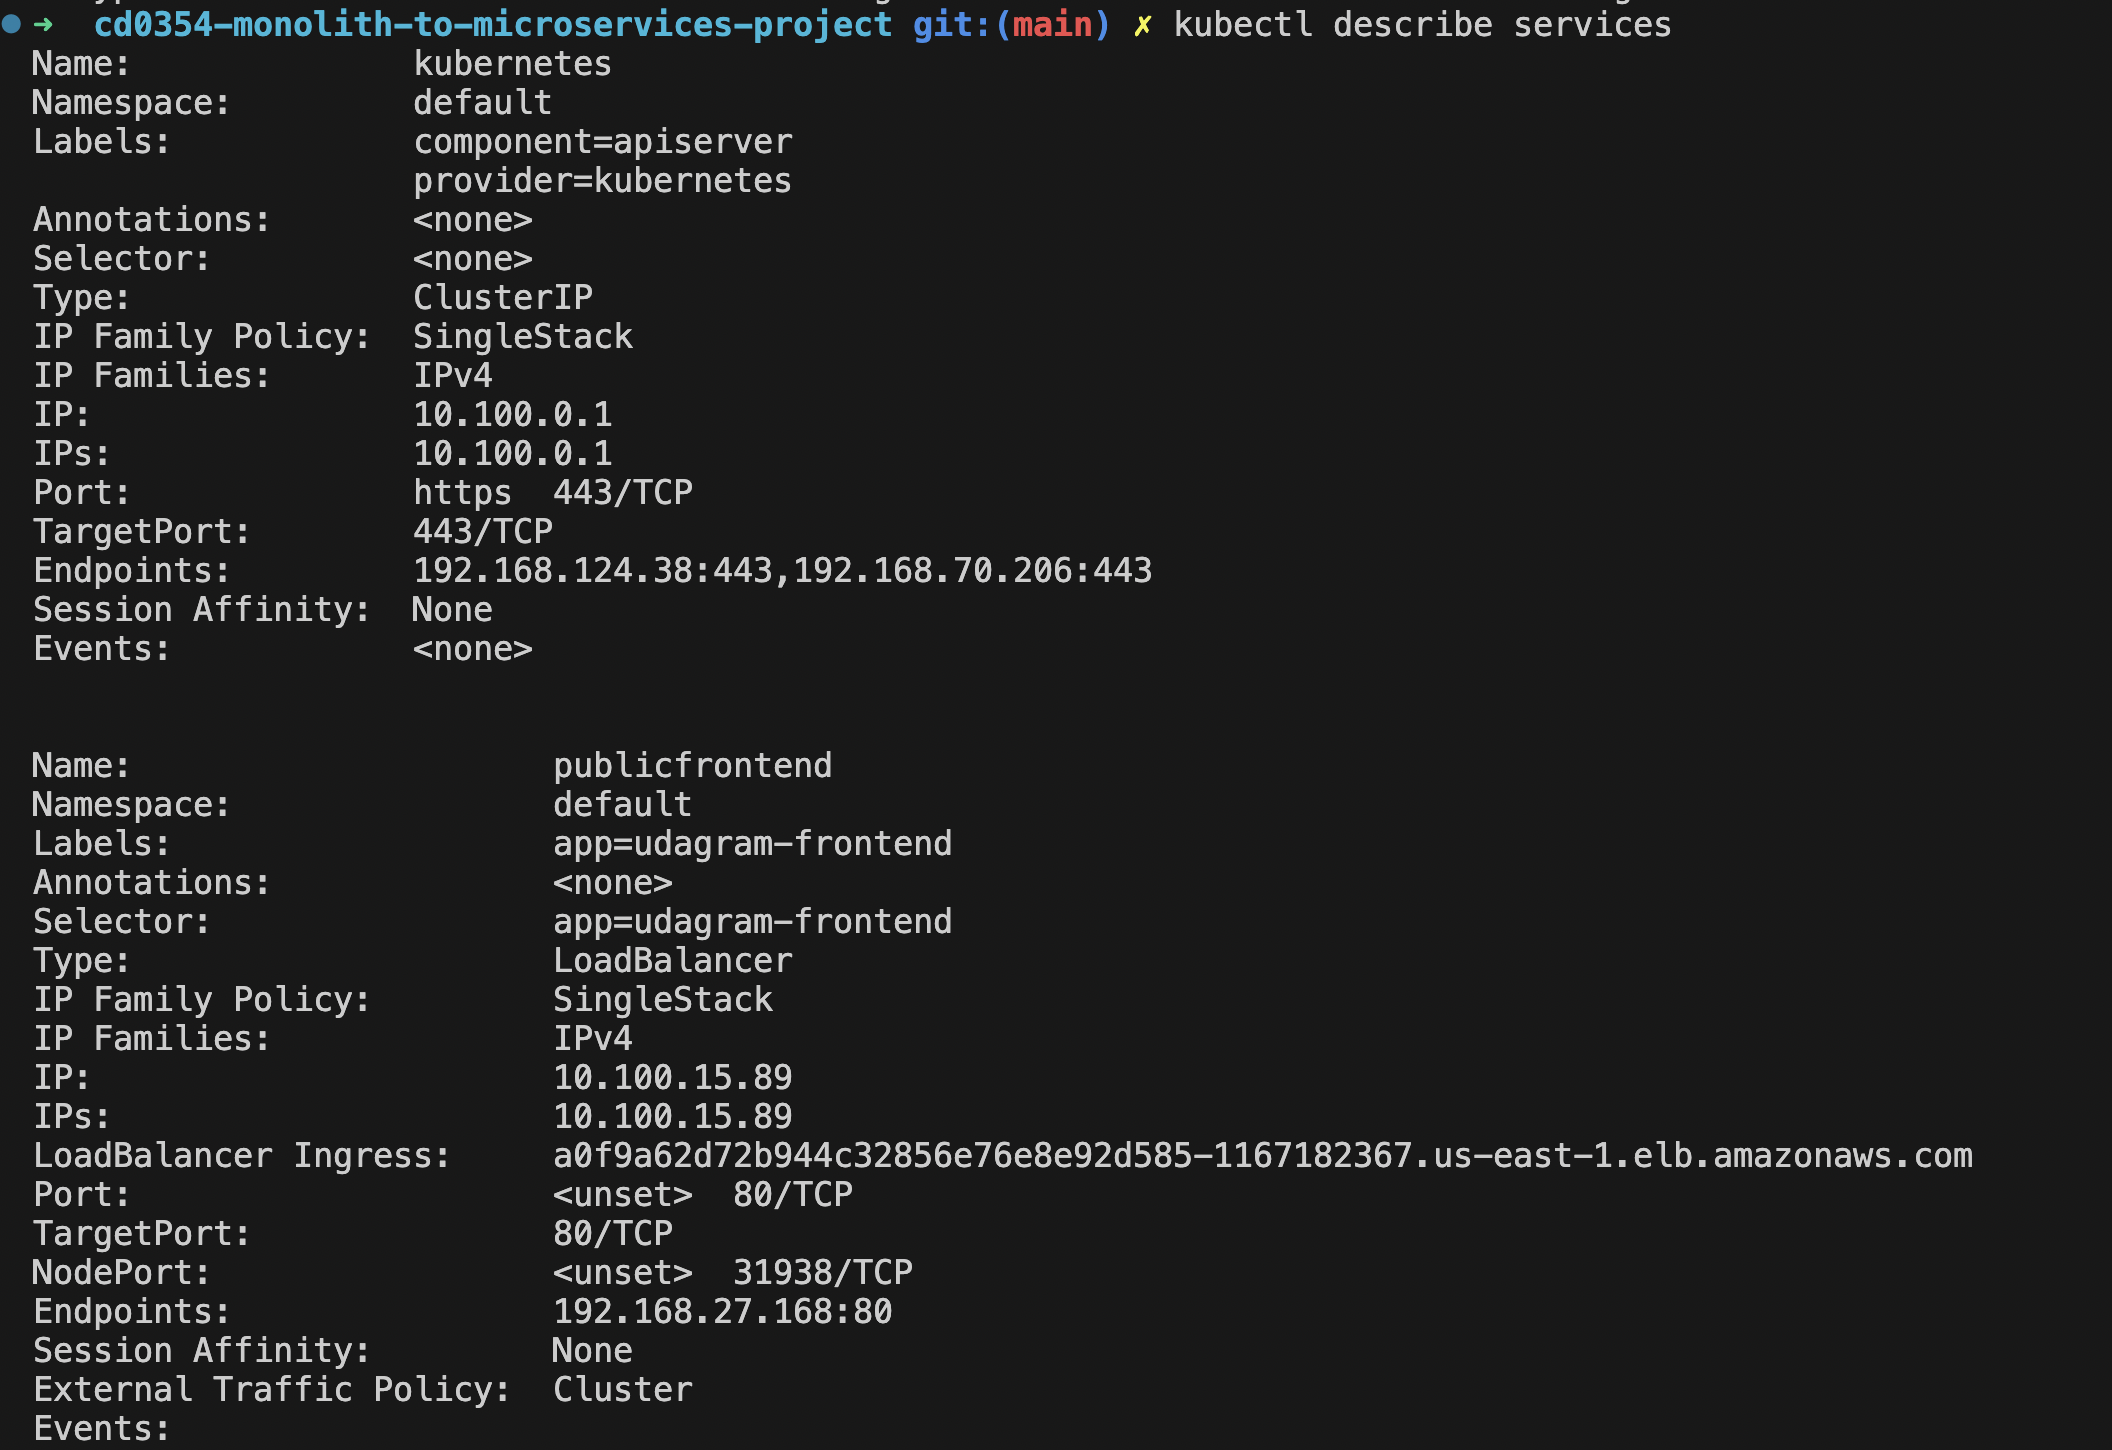 ➜  cd0354-monolith-to-microservices-project git:(main) ✗ kubectl describe services
Name:              kubernetes
Namespace:         default
Labels:            component=apiserver
                   provider=kubernetes
Annotations:       <none>
Selector:          <none>
Type:              ClusterIP
IP Family Policy:  SingleStack
IP Families:       IPv4
IP:                10.100.0.1
IPs:               10.100.0.1
Port:              https  443/TCP
TargetPort:        443/TCP
Endpoints:         192.168.124.38:443,192.168.70.206:443
Session Affinity:  None
Events:            <none>

Name:                     publicfrontend
Namespace:                default
Labels:                   app=udagram-frontend
Annotations:              <none>
Selector:                 app=udagram-frontend
Type:                     LoadBalancer
IP Family Policy:         SingleStack
IP Families:              IPv4
IP:                       10.100.15.89
IPs:                      10.100.15.89
LoadBalancer Ingress:     a0f9a62d72b944c32856e76e8e92d585-1167182367.us-east-1.elb.amazonaws.com
Port:                     <unset>  80/TCP
TargetPort:               80/TCP
NodePort:                 <unset>  31938/TCP
Endpoints:                192.168.27.168:80
Session Affinity:         None
External Traffic Policy:  Cluster
Events: